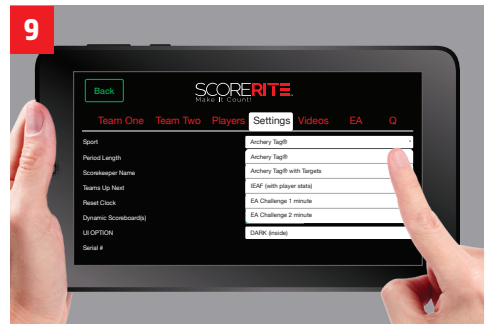 9
Back
SCORERITE
Make It Count!
Team One Team Two Players Settings Videos EA Q
Sport Archery Tag®
Period Length Archery Tag®
Scorekeeper Name Archery Tag® with Targets
Teams Up Next IEAF (with player stats)
Reset Clock EA Challenge 1 minute
Dynamic Scoreboard(s) EA Challenge 2 minute
UI OPTION DARK (inside)
Serial #